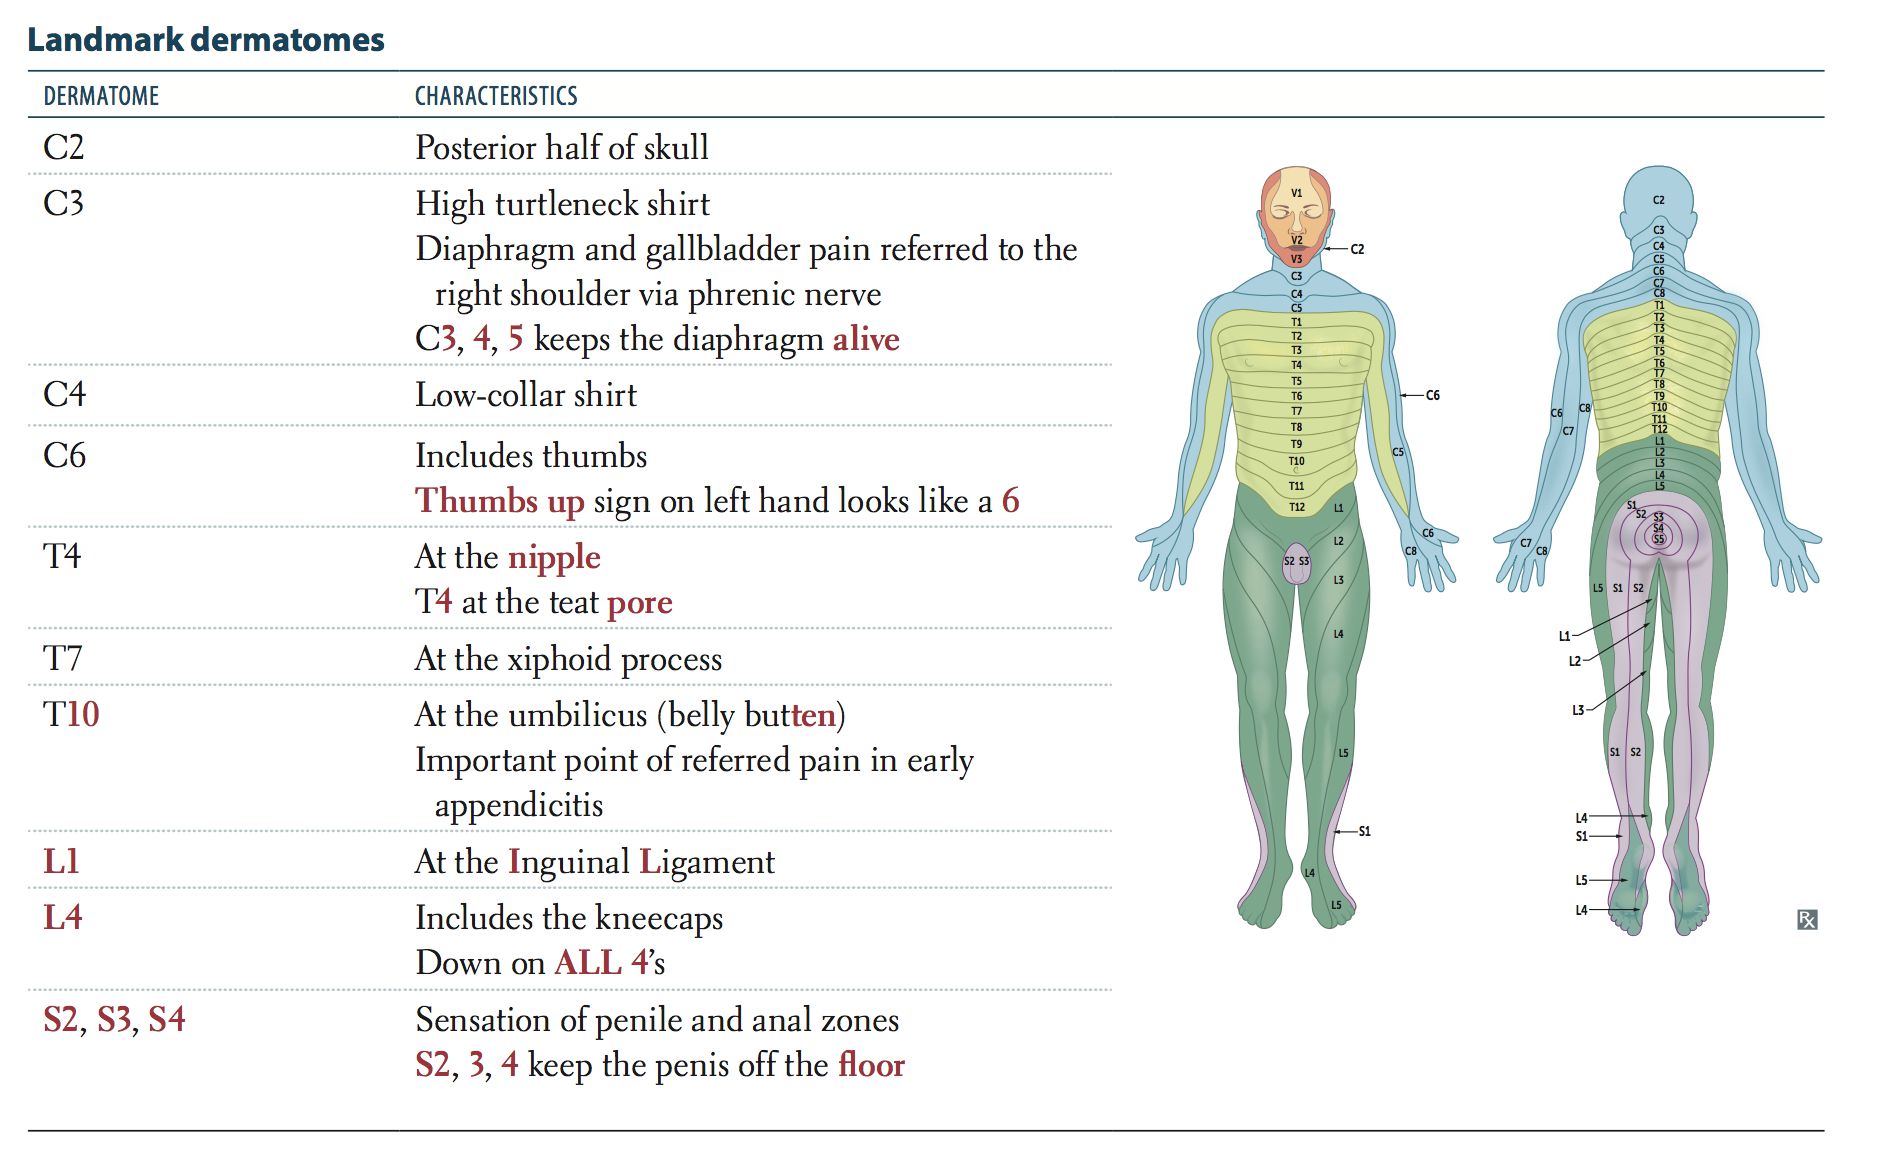 Landmark dermatomes
DERMATOME CHARACTERISTICS
C2 Posterior half of skull
C3 High turtleneck shirt
Diaphragm and gallbladder pain referred to the
right shoulder via phrenic nerve
C3, 4, 5 keeps the diaphragm alive
C4 Low-collar shirt
C6 Includes thumbs
Thumbs up sign on left hand looks like a 6
T4 At the nipple
T4 at the teat pore
T7 At the xiphoid process
T10 At the umbilicus (belly butten)
Important point of referred pain in early
appendicitis
L1 At the Inguinal Ligament
L4 Includes the kneecaps
Down on ALL 4's
S2, S3, S4 Sensation of penile and anal zones
S2, 3, 4 keep the penis off the floor
V1
V2
C2
V3
C3
C4
C5
T1
T2
T3
T4
T5
T6
C6
T7
T8
T9
C5
T10
T11
T12
L1
C6
L2
C8
S2 S3
L3
L4
L5
S1
L4
L5
C2
C3
C4
C5
C6
C7
C8
T1
T2
T3
T4
T5
T6
T7
T8
T9
C6 C8 T10
T11
C7 T12
L1
L2
L3
L4
L5
S1
S2 S3
S4
S5
C7 C8
L5 S1 S2
L1
L2
L3
S1 S2
L4
S1
L5
L4
Rx